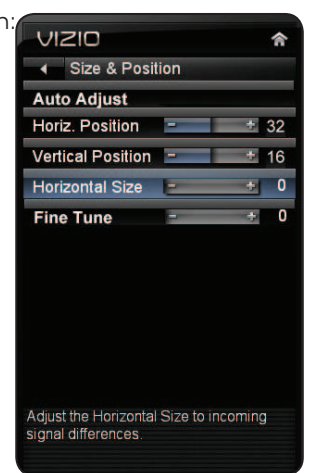 n:
VIZIO
Size & Position
Auto Adjust
Horiz. Position - + 32
Vertical Position - + 16
Horizontal Size - + 0
Fine Tune - + 0
Adjust the Horizontal Size to incoming
signal differences.